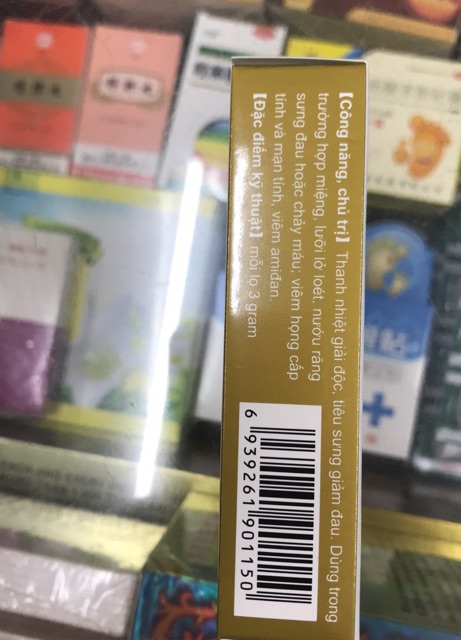 【Công năng, chủ trị】 Thanh nhiệt giải độc, tiêu sưng giảm đau. Dùng trong
trường hợp miệng, lưỡi lở loét, nướu răng
sưng đau hoặc chảy máu; viêm họng cấp
tính và mạn tính, viêm amiđan.
【Đặc điểm kỹ thuật】 mỗi lọ 3 gram
6 939261 901150